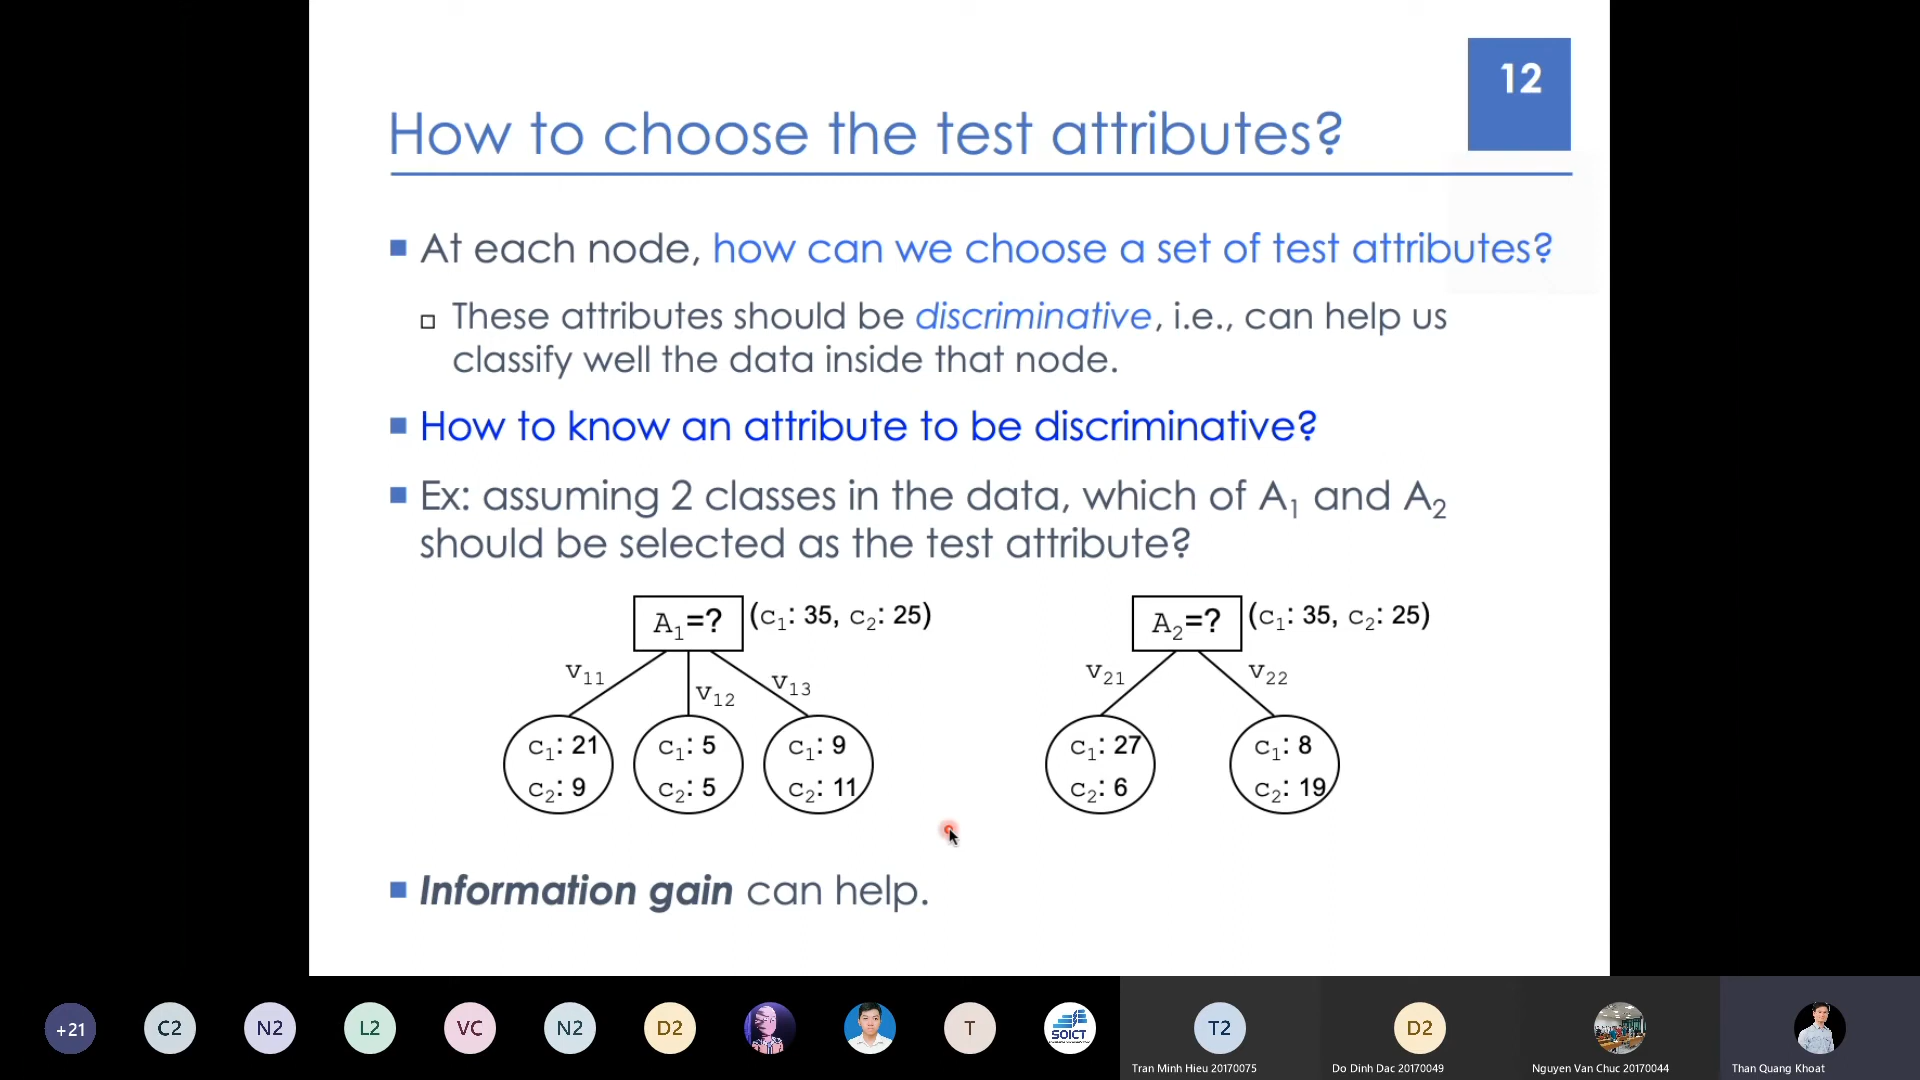 12
How to choose the test attributes?
At each node, how can we choose a set of test attributes?
These attributes should be discriminative, i.e., can help us
classify well the data inside that node.
How to know an attribute to be discriminative?
Ex: assuming 2 classes in the data, which of A1 and A2
should be selected as the test attribute?
A1=? (c1: 35, c2: 25)
v11 v12 v13
c1: 21 c1: 5 c1: 9
c2: 9 c2: 5 c2: 11
A2=? (c1: 35, c2: 25)
v21 v22
c1: 27 c1: 8
c2: 6 c2: 19
Information gain can help.
+21 C2 N2 L2 VC N2 D2 T SOICT T2 D2
Tran Minh Hieu 20170075
Do Dinh Dac 20170049
Nguyen Van Chuc 20170044
Than Quang Khoat